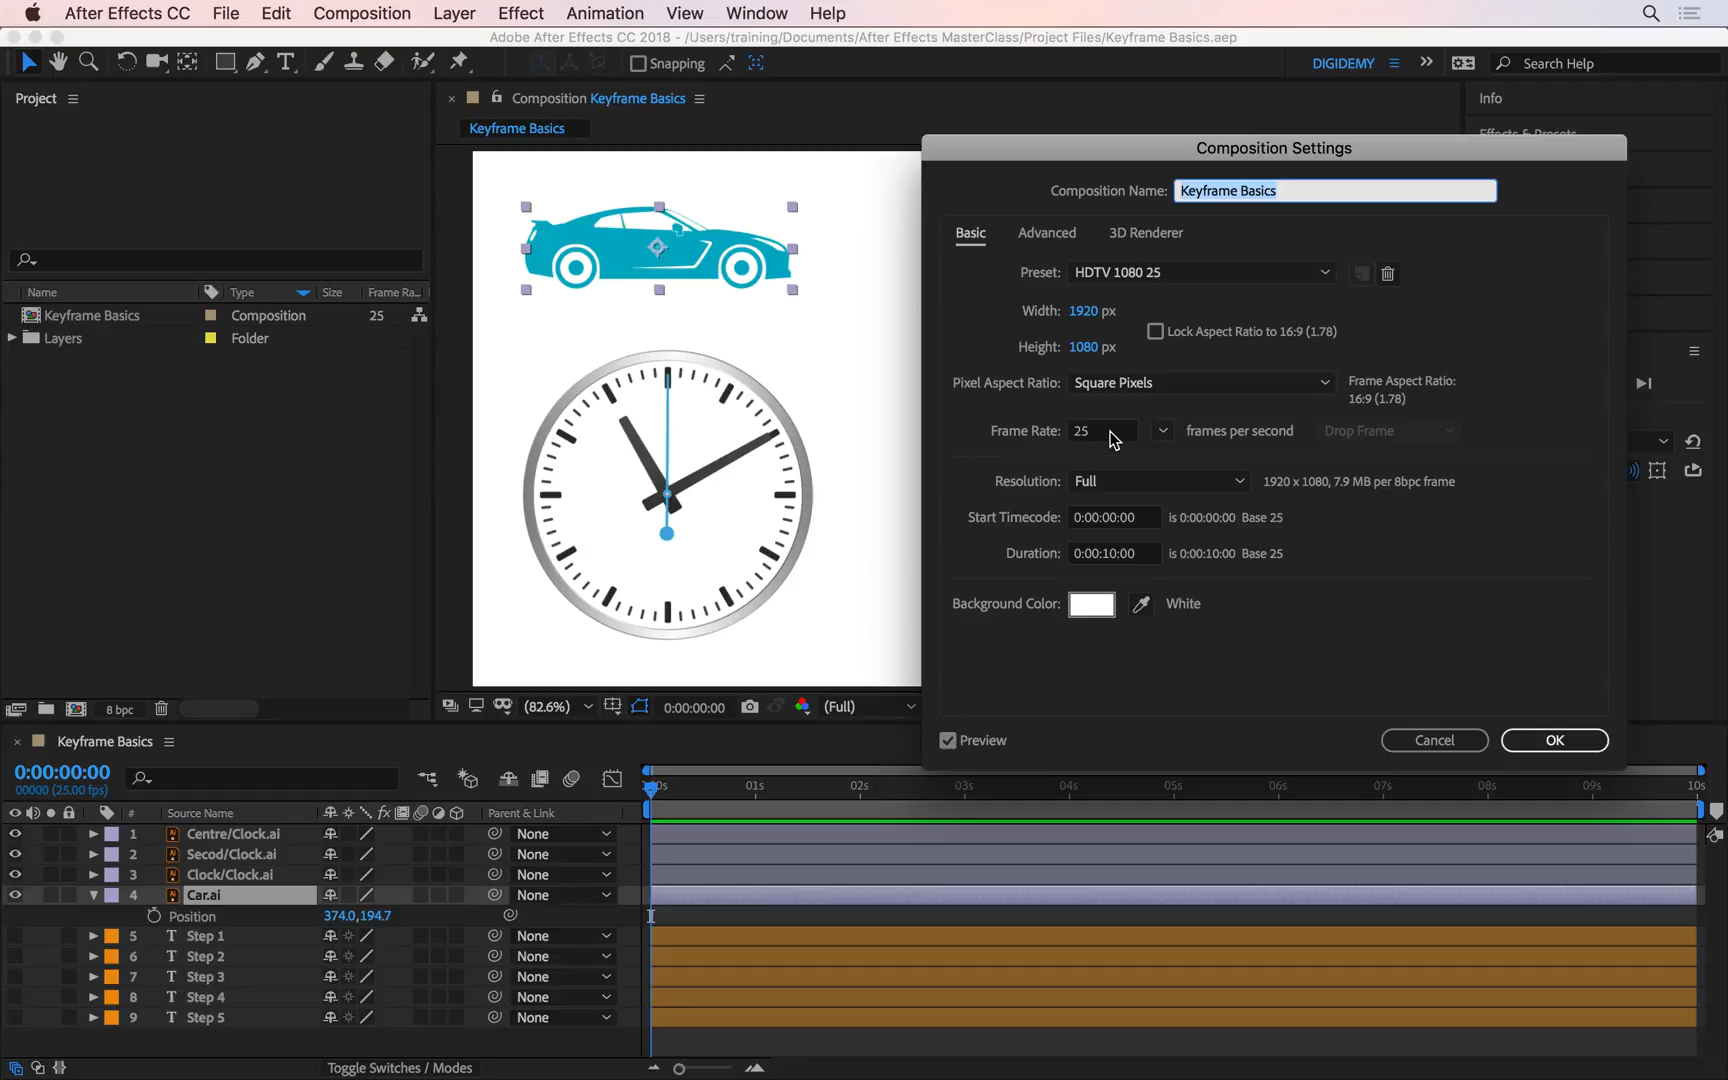 After Effects CC File Edit Composition Layer Effect Animation View Window Help
Adobe After Effects CC 2018 - /Users/training/Documents/After Effects MasterClass/Project Files/Keyframe Basics.aep
Snapping DIGIDEMY Search Help
Project
Composition Keyframe Basics
Info
Keyframe Basics
Effects & Presets
Composition Settings
Composition Name: Keyframe Basics
Basic Advanced 3D Renderer
Preset: HDTV 1080 25
Width: 1920 px
Lock Aspect Ratio to 16:9 (1.78)
Height: 1080 px
Pixel Aspect Ratio: Square Pixels
Frame Aspect Ratio:
16:9 (1.78)
Frame Rate: 25 frames per second Drop Frame
Resolution: Full 1920 x 1080, 7.9 MB per 8bpc frame
Start Timecode: 0:00:00:00 is 0:00:00:00 Base 25
Duration: 0:00:10:00 is 0:00:10:00 Base 25
Background Color: White
Preview Cancel OK
Name Type Size Frame Ra...
Keyframe Basics Composition 25
Layers Folder
8 bpc
(82.6%) 0:00:00:00 (Full)
Keyframe Basics
0:00:00:00
00000 (25.00 fps)
00s 01s 02s 03s 04s 05s 06s 07s 08s 09s 10s
# Source Name fx Parent & Link
1 Centre/Clock.ai None
2 Secod/Clock.ai None
3 Clock/Clock.ai None
4 Car.ai None
Position 374.0,194.7
5 T Step 1 None
6 T Step 2 None
7 T Step 3 None
8 T Step 4 None
9 T Step 5 None
Toggle Switches / Modes